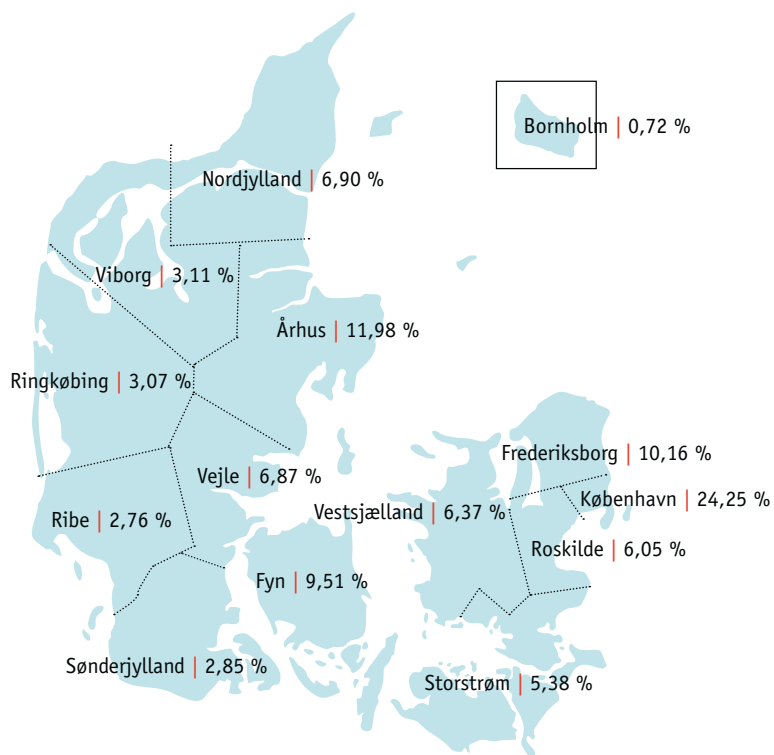 Bornholm | 0,72 %
Nordjylland | 6,90 %
Viborg | 3,11 %
Århus | 11,98 %
Ringkøbing | 3,07 %
Frederiksborg | 10,16 %
Vejle | 6,87 %
København | 24,25 %
Vestsjælland | 6,37 %
Ribe | 2,76 %
Roskilde | 6,05 %
Fyn | 9,51 %
Sønderjylland | 2,85 %
Storstrøm | 5,38 %